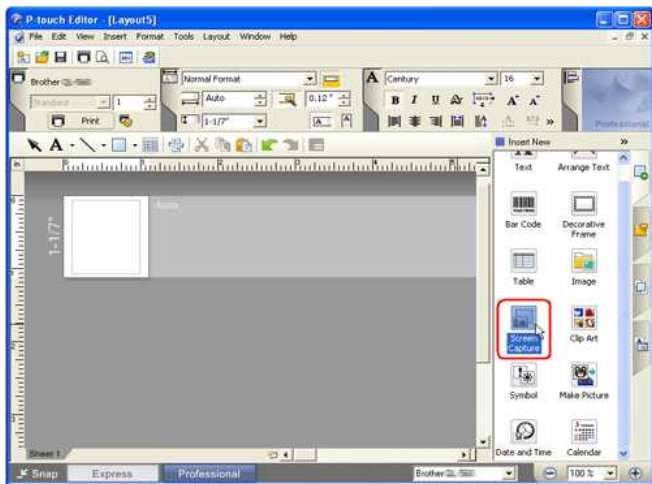 P-touch Editor - [Layout5]
File Edit View Insert Format Tools Layout Window Help
Brother
Standard 1
Print
Normal Format
Auto 0.12"
1-1/7"
A Century 16
B I U
A A
Professional
A
in
1-1/7"
Auto
Sheet 1
Insert New
Text Arrange Text
Bar Code Decorative Frame
Table Image
Screen Capture Clip Art
Symbol Make Picture
Date and Time Calendar
Snap Express Professional
Brother
100 %